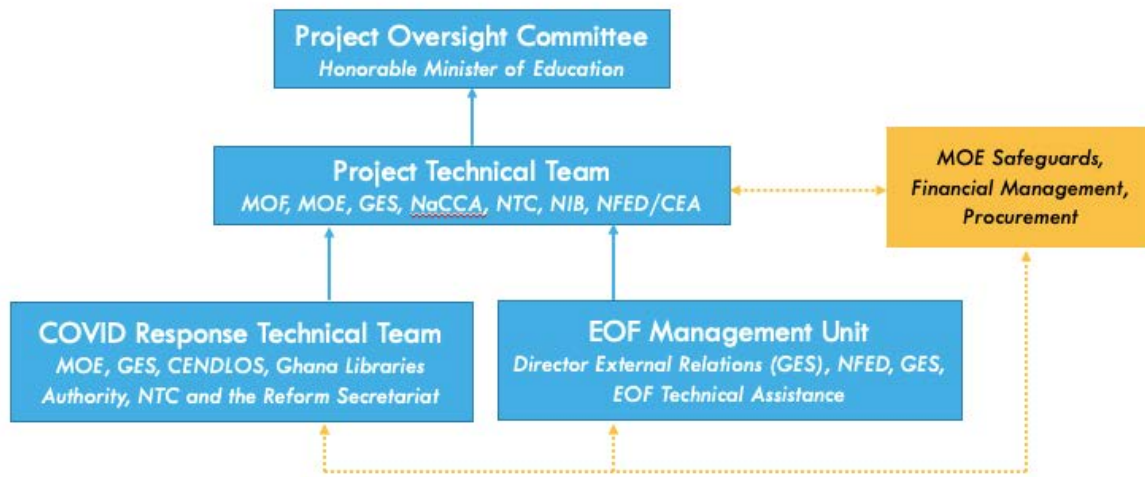 Project Oversight Committee
Honorable Minister of Education
Project Technical Team
MOF, MOE, GES, NaCCA, NTC, NIB, NFED/CEA
MOE Safeguards,
Financial Management,
Procurement
COVID Response Technical Team
MOE, GES, CENDLOS, Ghana Libraries
Authority, NTC and the Reform Secretariat
EOF Management Unit
Director External Relations (GES), NFED, GES,
EOF Technical Assistance